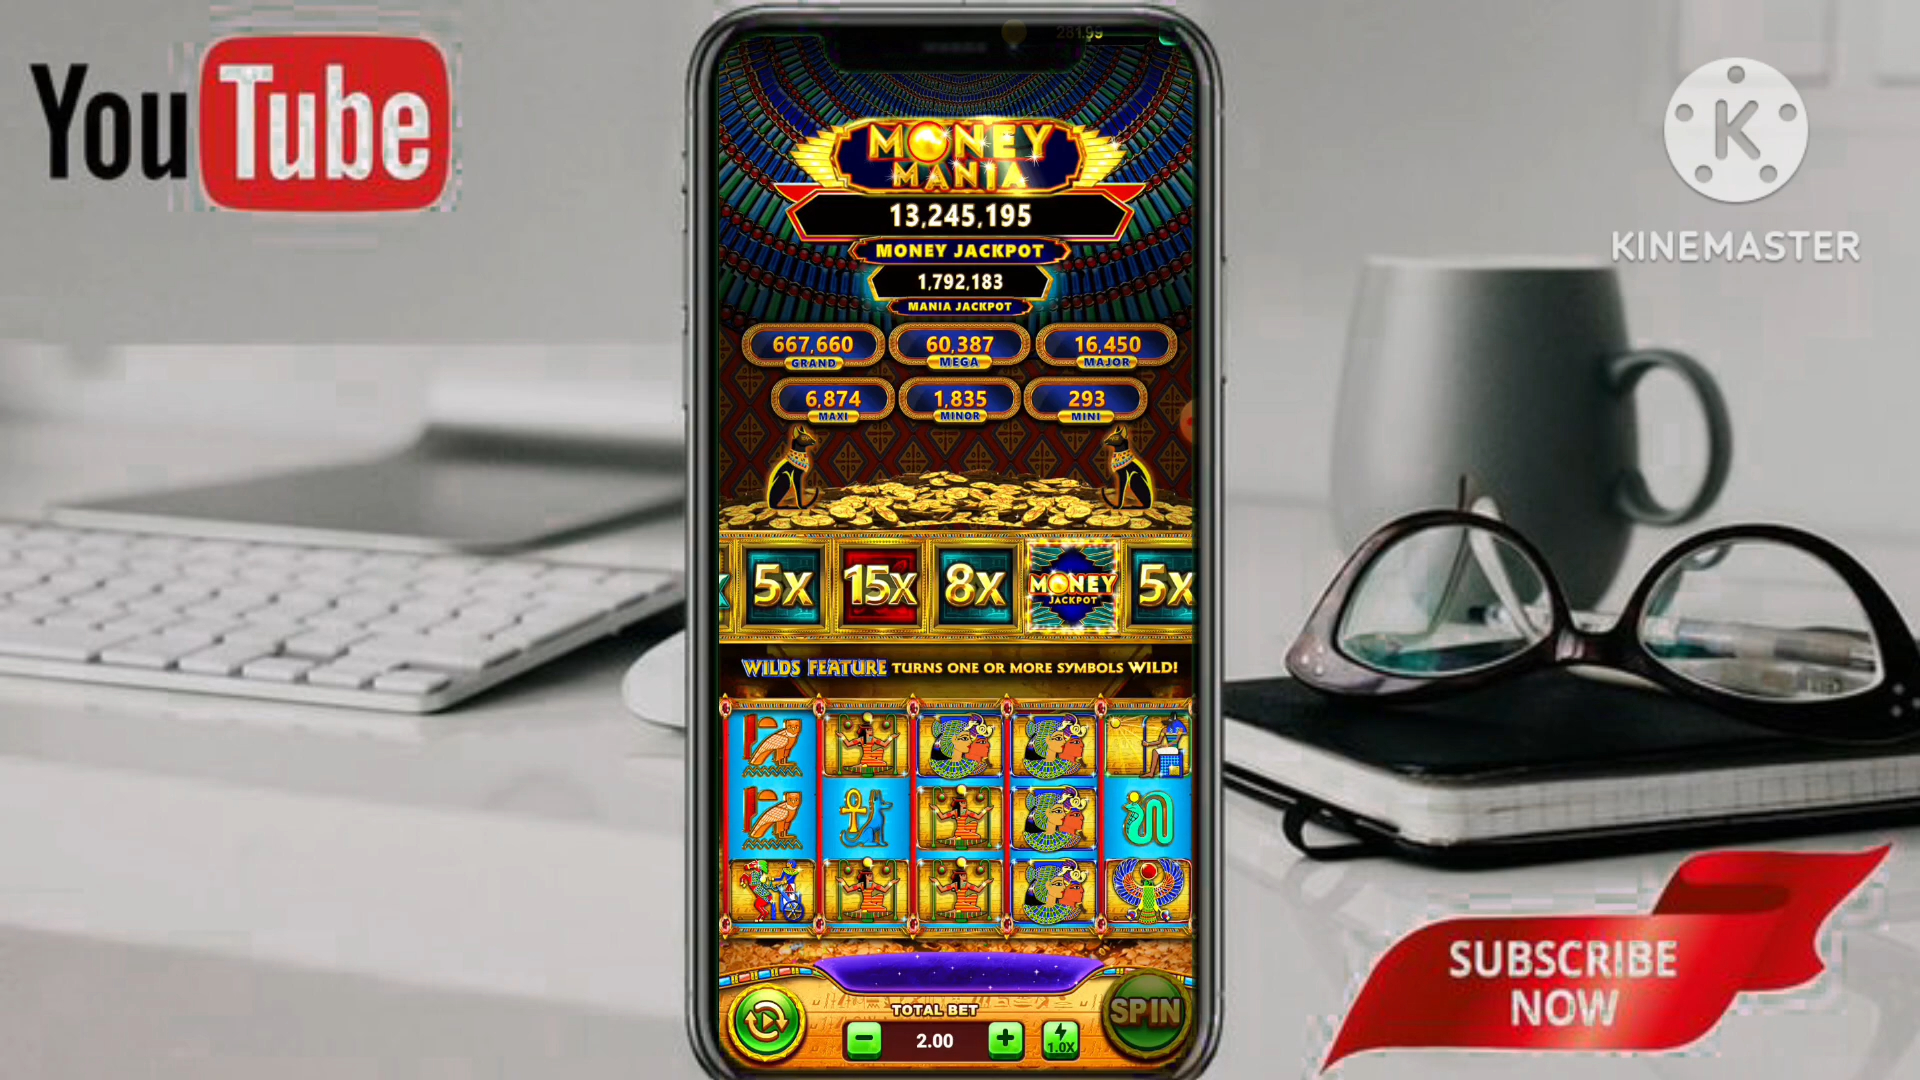 YouTube
281.99
KINEMASTER
MONEY
MANIA
13,245,195
MONEY JACKPOT
1,792,183
MANIA JACKPOT
667,660
GRAND
60,387
MEGA
16,450
MAJOR
6,874
MAXI
1,835
MINOR
293
MINI
5X
15X
8X
MONEY
JACKPOT
5X
WILDS FEATURE TURNS ONE OR MORE SYMBOLS WILD!
TOTAL BET
2.00
1.0X
SPIN
SUBSCRIBE
NOW